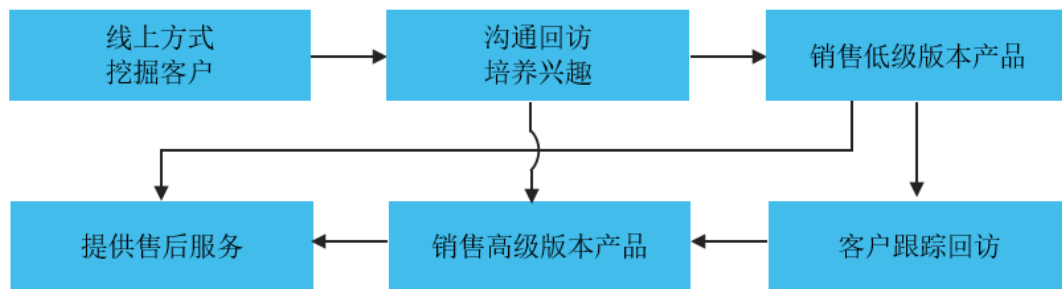 线上方式
挖掘客户
沟通回访
培养兴趣
销售低级版本产品
提供售后服务
销售高级版本产品
客户跟踪回访